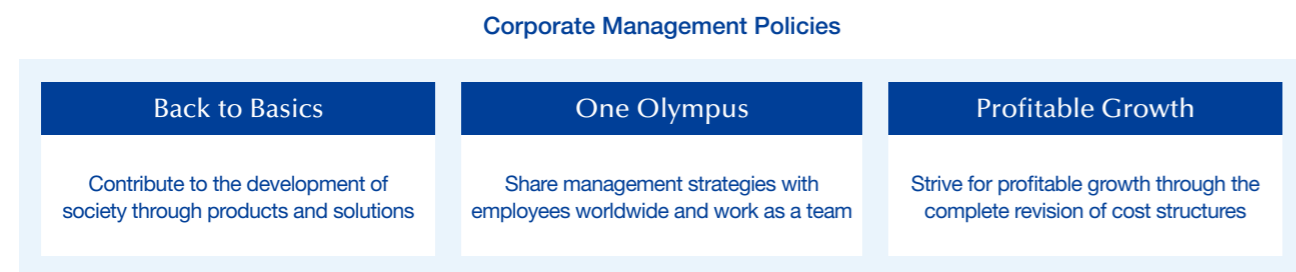 Corporate Management Policies
Back to Basics
Contribute to the development of
society through products and solutions
One Olympus
Share management strategies with
employees worldwide and work as a team
Profitable Growth
Strive for profitable growth through the
complete revision of cost structures